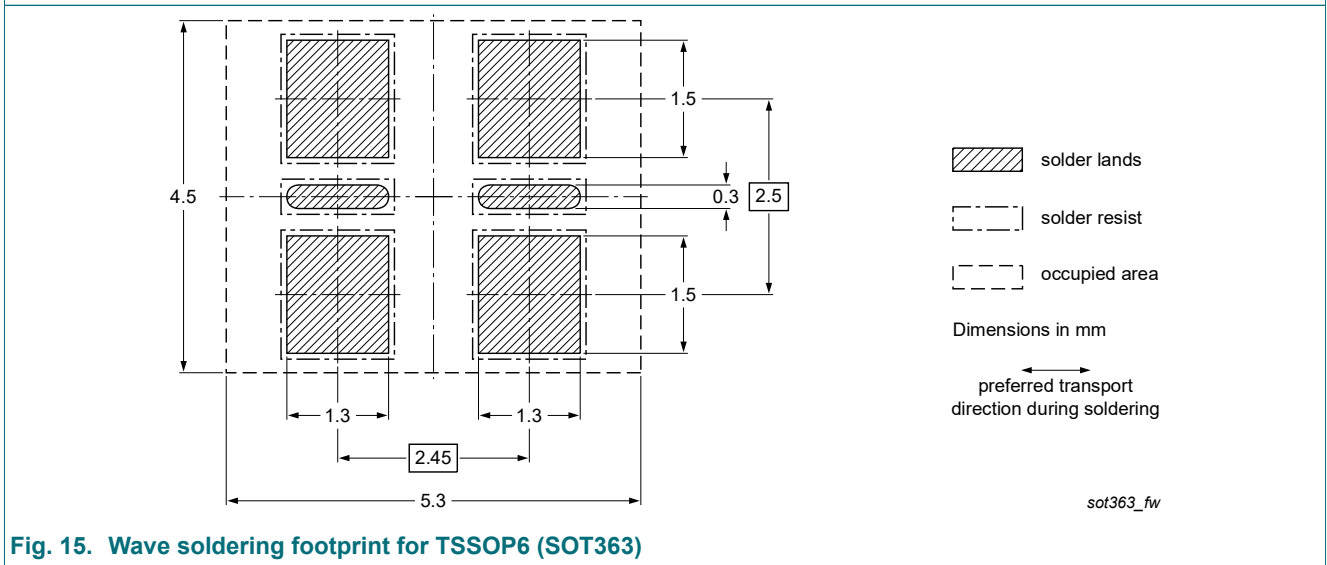 1.5
4.5
0.3
2.5
1.5
1.3
1.3
2.45
5.3
solder lands
solder resist
occupied area
Dimensions in mm
preferred transport
direction during soldering
sot363_fw
Fig. 15. Wave soldering footprint for TSSOP6 (SOT363)